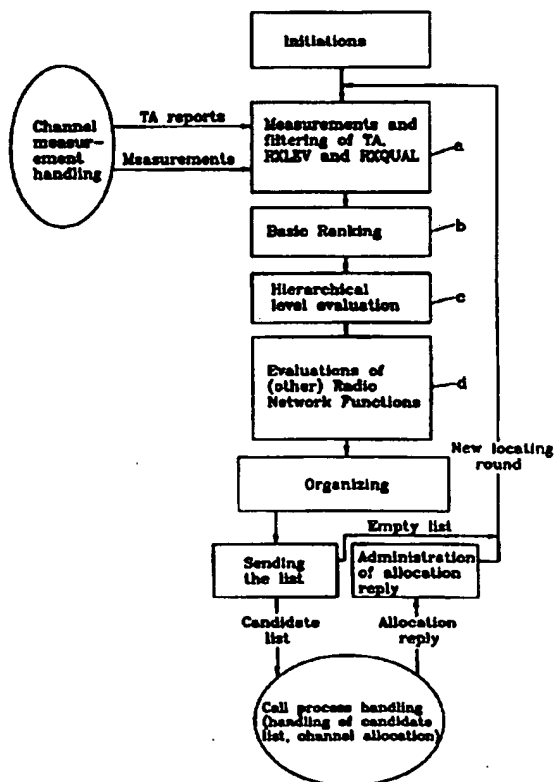 Initiations
Channel
measur-
ement
handling
TA reports
Measurements
Measurements and
filtering of TA,
RXLEV and RXQUAL
a
Basic Ranking
b
Hierarchical
level evaluation
c
Evaluations of
(other) Radio
Network Functions
d
New locating
round
Organizing
Empty list
Sending
the list
Administration
of allocation
reply
Candidate
list
Allocation
reply
Call process handling
(handling of candidate
list, channel allocation)